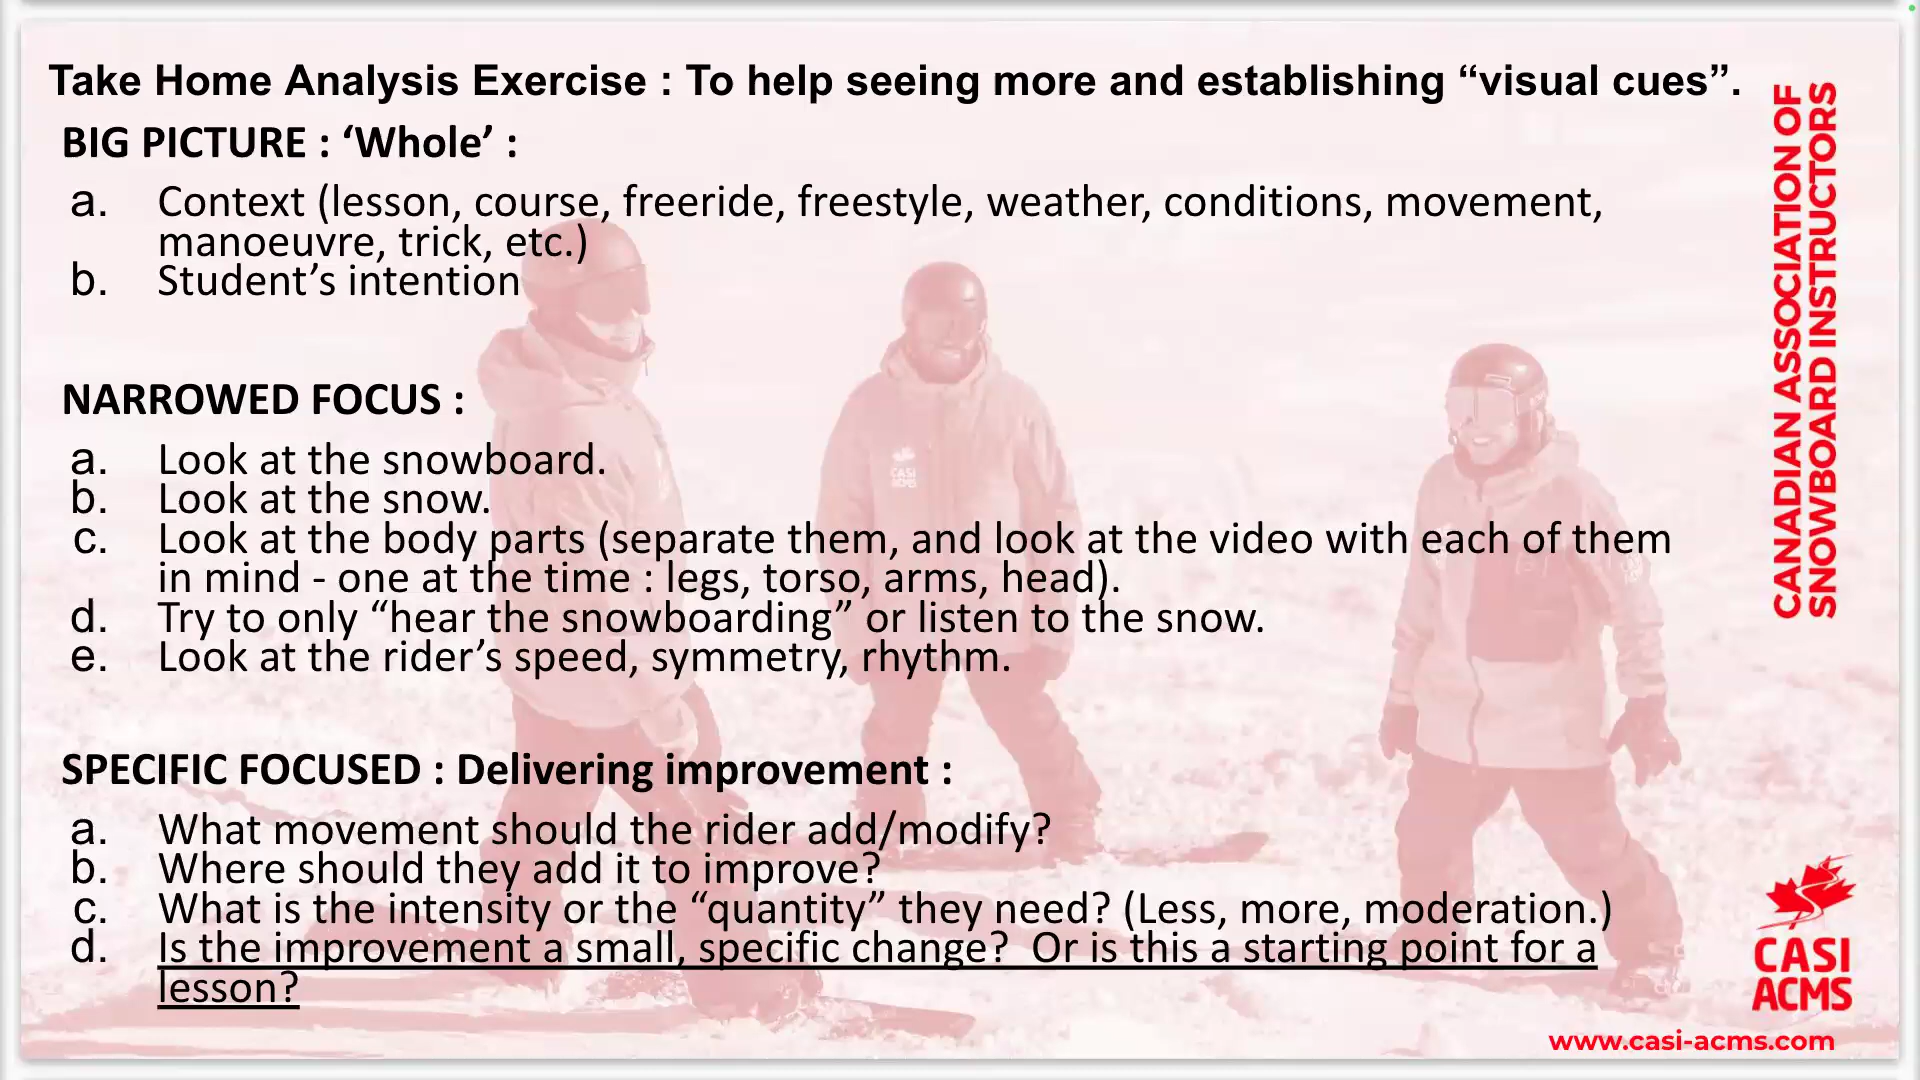 Take Home Analysis Exercise : To help seeing more and establishing “visual cues”.
BIG PICTURE : ‘Whole’ :
a. Context (lesson, course, freeride, freestyle, weather, conditions, movement,
manoeuvre, trick, etc.)
b. Student’s intention
NARROWED FOCUS :
a. Look at the snowboard.
b. Look at the snow.
c. Look at the body parts (separate them, and look at the video with each of them
in mind - one at the time : legs, torso, arms, head).
d. Try to only “hear the snowboarding” or listen to the snow.
e. Look at the rider’s speed, symmetry, rhythm.
SPECIFIC FOCUSED : Delivering improvement :
a. What movement should the rider add/modify?
b. Where should they add it to improve?
c. What is the intensity or the “quantity” they need? (Less, more, moderation.)
d. Is the improvement a small, specific change?  Or is this a starting point for a
lesson?
CANADIAN ASSOCIATION OF
SNOWBOARD INSTRUCTORS
CASI
ACMS
CASI
ACMS
www.casi-acms.com